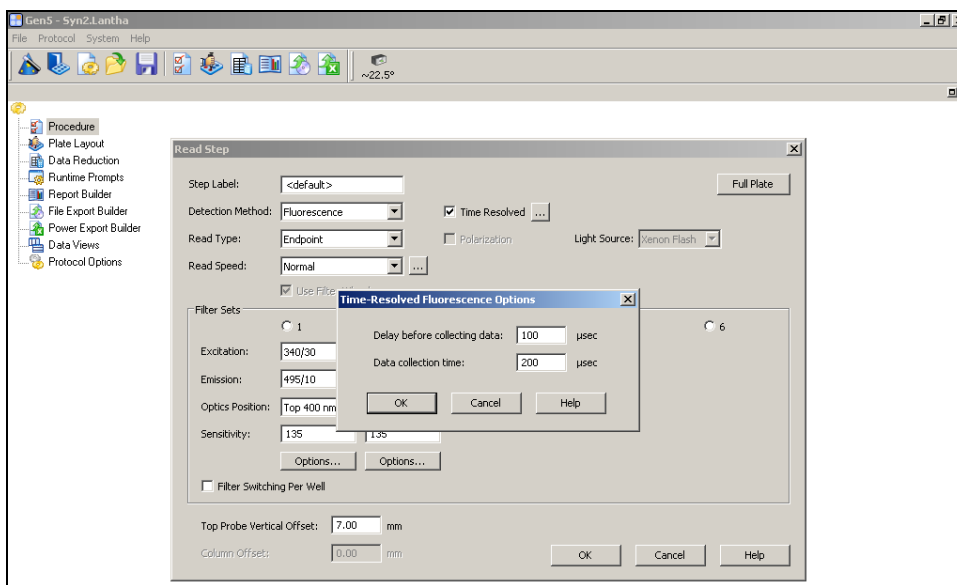 Gen5 - Syn2.Lantha
File Protocol System Help
~22.5°
Procedure
Plate Layout
Data Reduction
Runtime Prompts
Report Builder
File Export Builder
Power Export Builder
Data Views
Protocol Options
Read Step
Step Label: <default> Full Plate
Detection Method: Fluorescence Time Resolved ...
Read Type: Endpoint Polarization Light Source: Xenon Flash
Read Speed: Normal ...
Use Filter
Time-Resolved Fluorescence Options
Delay before collecting data: 100 µsec
Data collection time: 200 µsec
OK Cancel Help
Filter Sets
1 6
Excitation: 340/30
Emission: 495/10
Optics Position: Top 400 nm
Sensitivity: 135 135
Options... Options...
Filter Switching Per Well
Top Probe Vertical Offset: 7.00 mm
Column Offset: 0.00 mm
OK Cancel Help